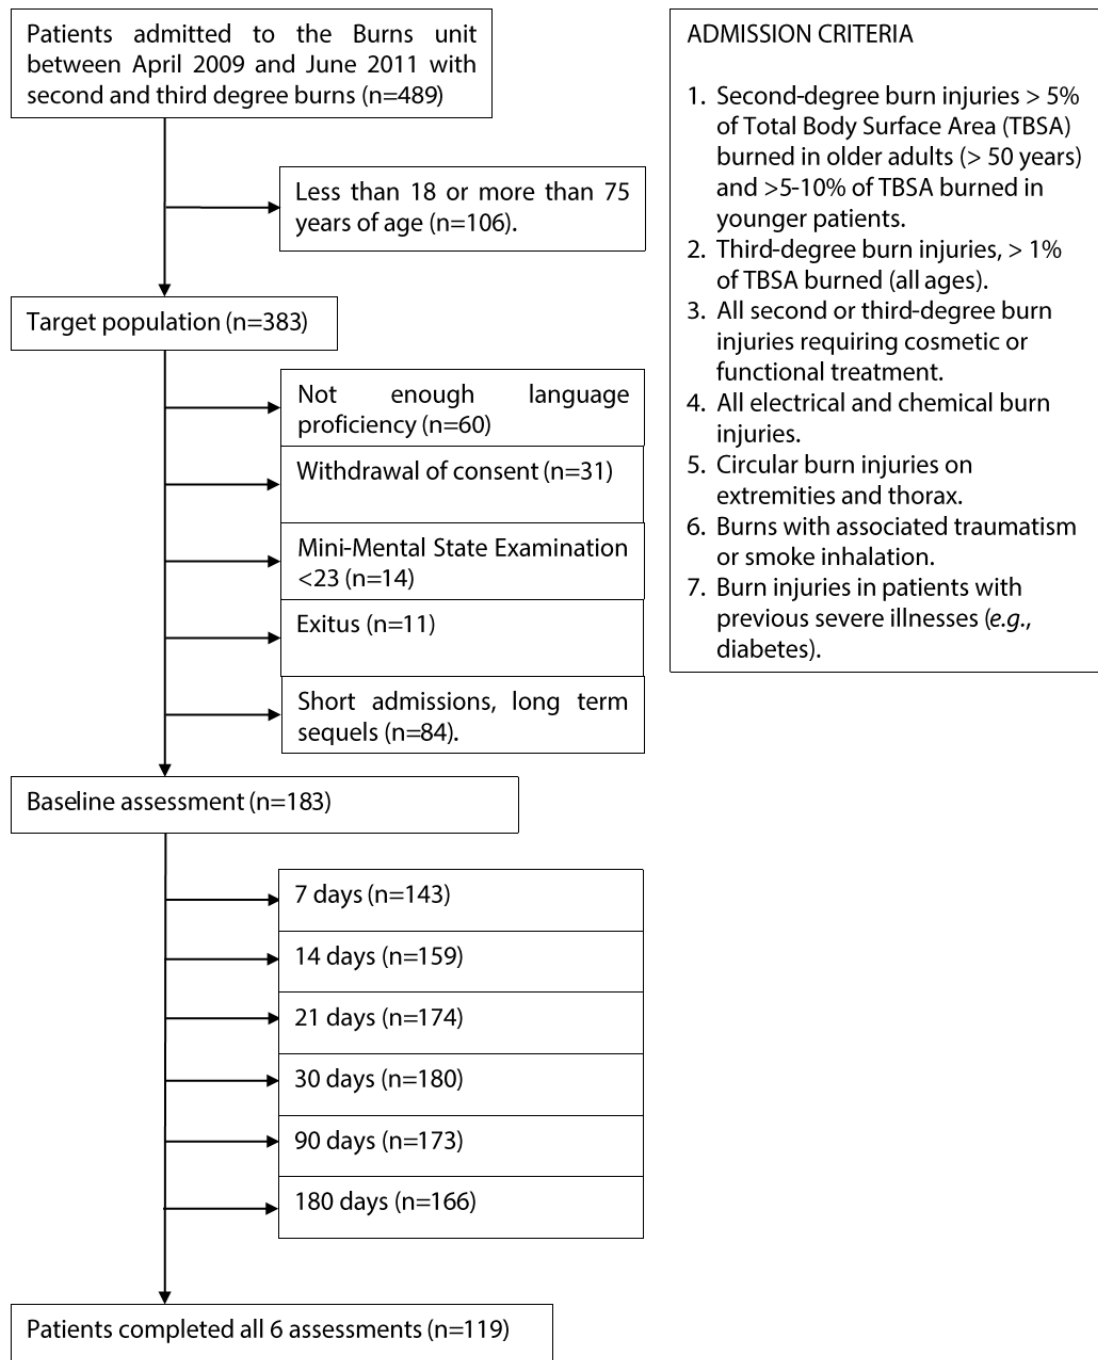 Patients admitted to the Burns unit
between April 2009 and June 2011 with
second and third degree burns (n=489)
Less than 18 or more than 75
years of age (n=106).
Target population (n=383)
Not enough language
proficiency (n=60)
Withdrawal of consent (n=31)
Mini-Mental State Examination
<23 (n=14)
Exitus (n=11)
Short admissions, long term
sequels (n=84).
Baseline assessment (n=183)
7 days (n=143)
14 days (n=159)
21 days (n=174)
30 days (n=180)
90 days (n=173)
180 days (n=166)
Patients completed all 6 assessments (n=119)
ADMISSION CRITERIA
1. Second-degree burn injuries > 5%
of Total Body Surface Area (TBSA)
burned in older adults (> 50 years)
and >5-10% of TBSA burned in
younger patients.
2. Third-degree burn injuries, > 1%
of TBSA burned (all ages).
3. All second or third-degree burn
injuries requiring cosmetic or
functional treatment.
4. All electrical and chemical burn
injuries.
5. Circular burn injuries on
extremities and thorax.
6. Burns with associated traumatism
or smoke inhalation.
7. Burn injuries in patients with
previous severe illnesses (e.g.,
diabetes).